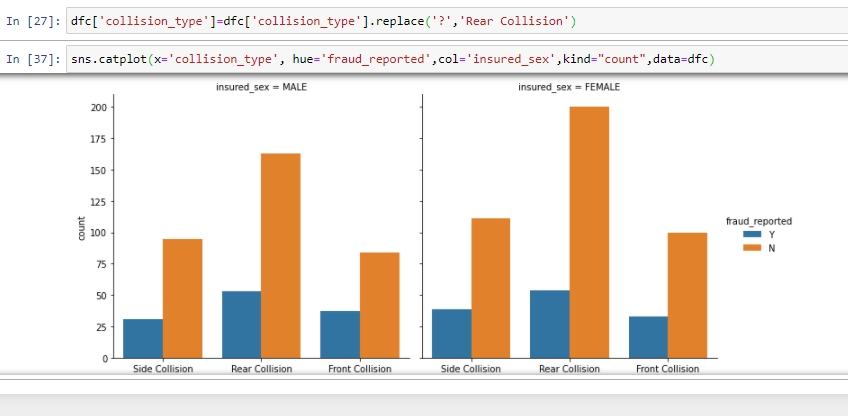 In [27]: dfc['collision_type']=dfc['collision_type'].replace('?','Rear Collision')
In [37]: sns.catplot(x='collision_type', hue='fraud_reported',col='insured_sex',kind="count",data=dfc)
insured_sex = MALE
insured_sex = FEMALE
200
175
150
125
100
75
50
25
0
count
Side Collision
Rear Collision
Front Collision
Side Collision
Rear Collision
Front Collision
fraud_reported
Y
N